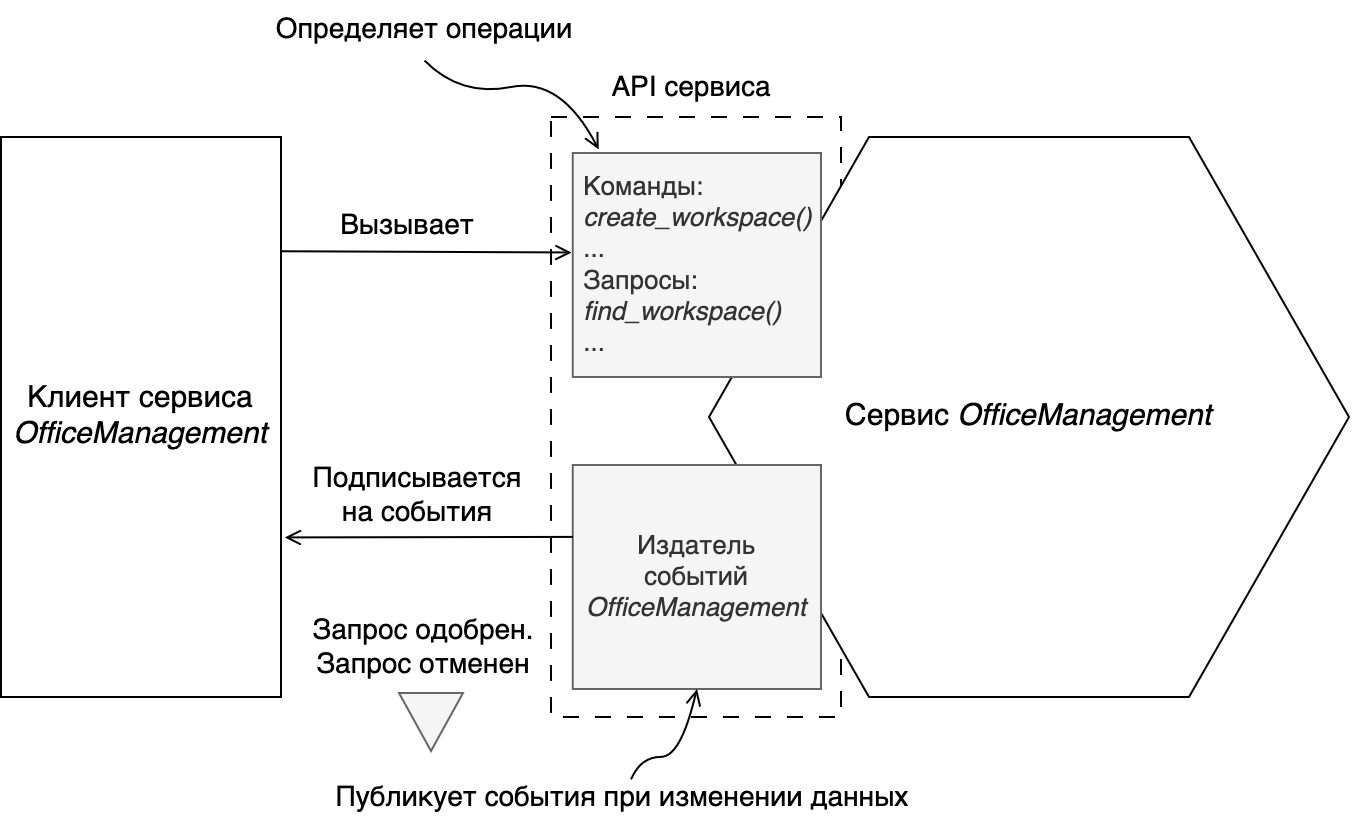 Определяет операции
API сервиса
Команды:
create_workspace()
...
Запросы:
find_workspace()
...
Вызывает
Клиент сервиса
OfficeManagement
Сервис OfficeManagement
Подписывается
на события
Издатель
событий
OfficeManagement
Запрос одобрен.
Запрос отменен
Публикует события при изменении данных